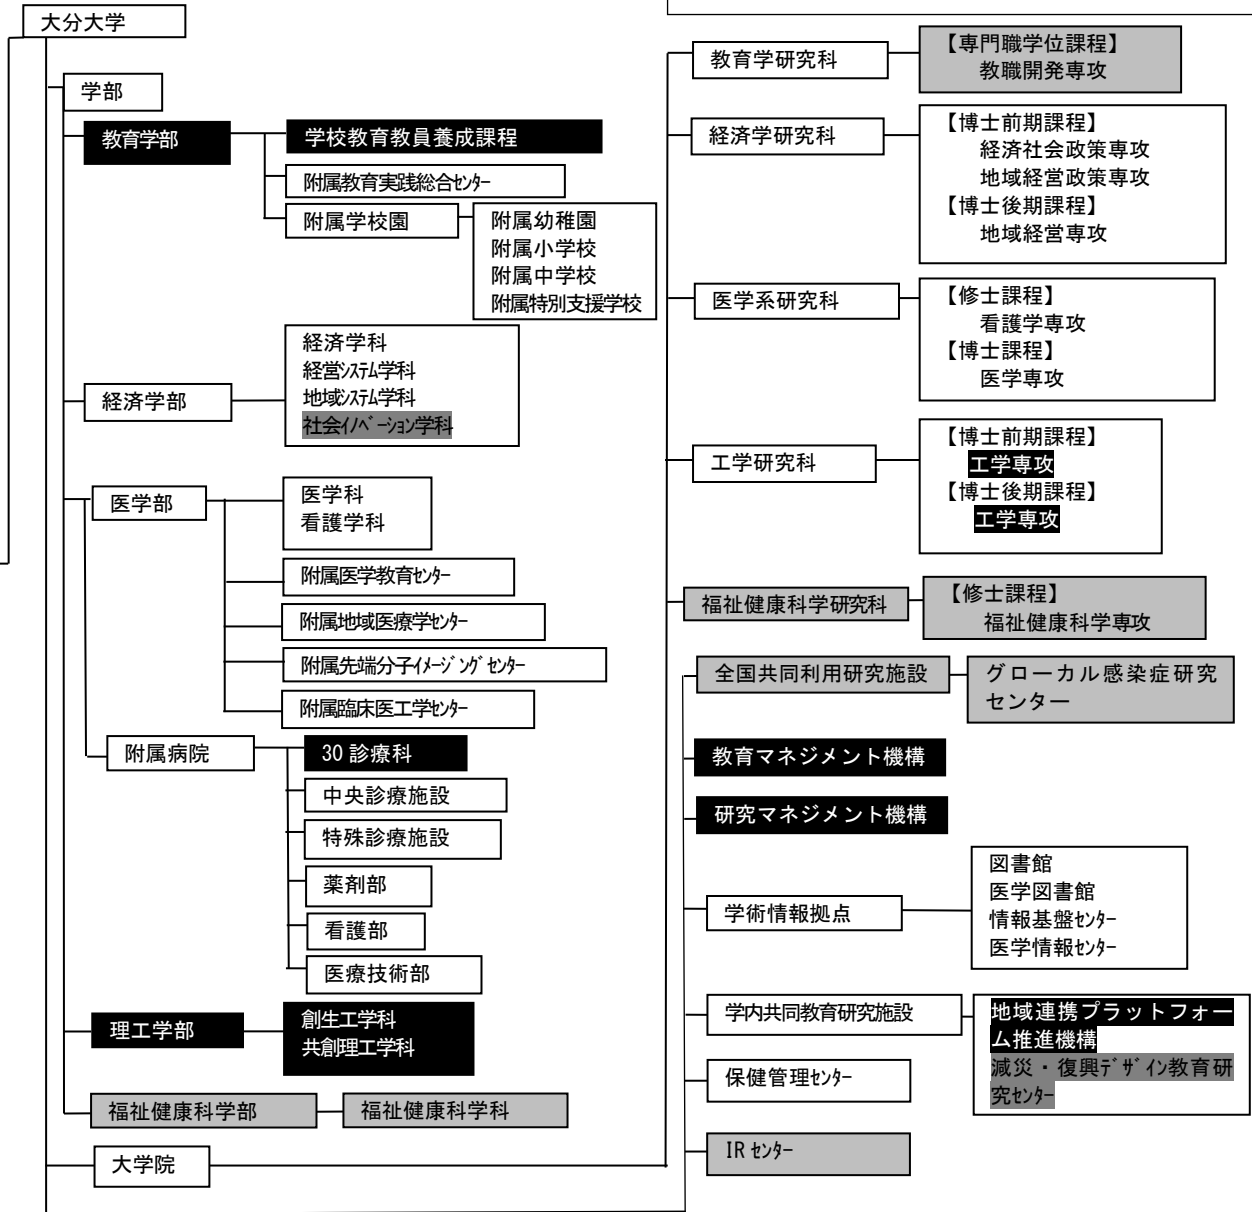 大分大学
学部
教育学部
学校教育教員養成課程
附属教育実践総合ｾﾝﾀｰ
附属学校園
附属幼稚園
附属小学校
附属中学校
附属特別支援学校
経済学部
経済学科
経営ｼｽﾃﾑ学科
地域ｼｽﾃﾑ学科
社会ｲﾉﾍﾞｰｼｮﾝ学科
医学部
医学科
看護学科
附属医学教育ｾﾝﾀｰ
附属地域医療学ｾﾝﾀｰ
附属先端分子ｲﾒｰｼﾞﾝｸﾞｾﾝﾀｰ
附属臨床医工学ｾﾝﾀｰ
附属病院
30 診療科
中央診療施設
特殊診療施設
薬剤部
看護部
医療技術部
理工学部
創生工学科
共創理工学科
福祉健康科学部
福祉健康科学科
大学院
教育学研究科
【専門職学位課程】
教職開発専攻
経済学研究科
【博士前期課程】
経済社会政策専攻
地域経営政策専攻
【博士後期課程】
地域経営専攻
医学系研究科
【修士課程】
看護学専攻
【博士課程】
医学専攻
工学研究科
【博士前期課程】
工学専攻
【博士後期課程】
工学専攻
福祉健康科学研究科
【修士課程】
福祉健康科学専攻
全国共同利用研究施設
グローカル感染症研究
センター
教育マネジメント機構
研究マネジメント機構
学術情報拠点
図書館
医学図書館
情報基盤ｾﾝﾀｰ
医学情報ｾﾝﾀｰ
学内共同教育研究施設
地域連携プラットフォー
ム推進機構
減災・復興ﾃﾞｻﾞｲﾝ教育研
究ｾﾝﾀｰ
保健管理ｾﾝﾀｰ
IR ｾﾝﾀｰ